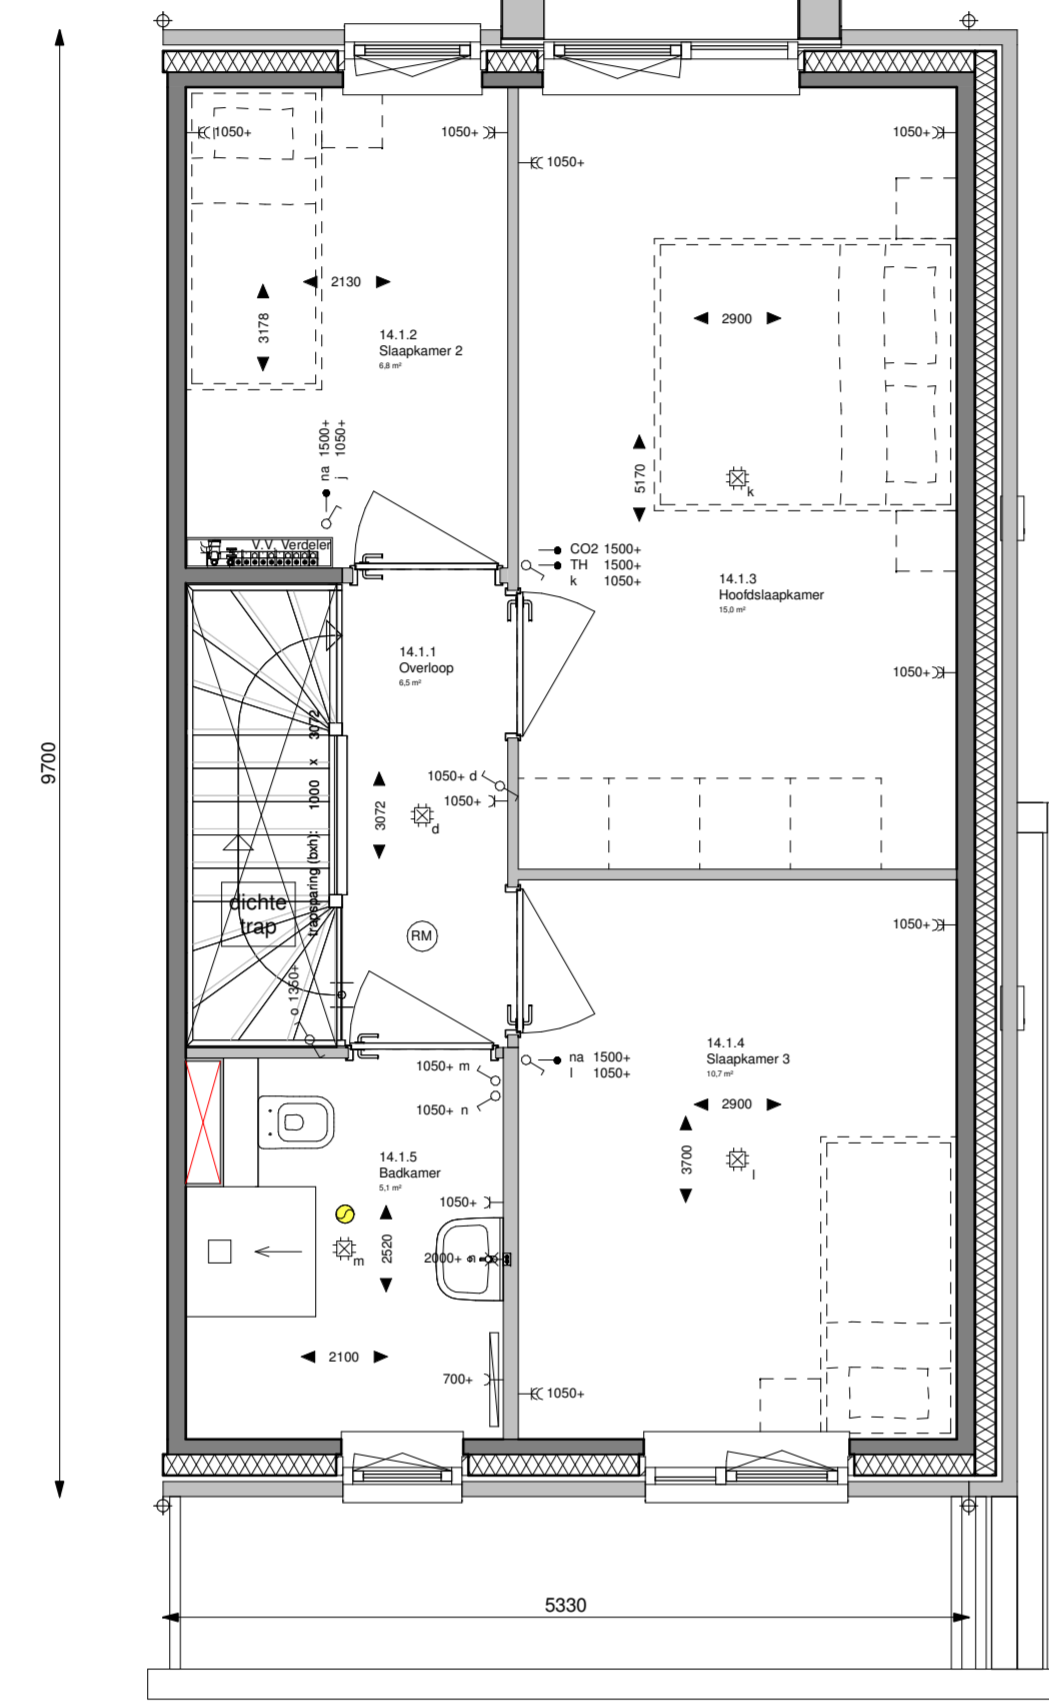 1050+
1050+
1050+
1050+
2130
3178
2900
14.1.2
Slaapkamer 2
6,8 m²
na 1500+
j 1050+
5170
k
V.V. Verdeler
CO2 1500+
TH 1500+
k 1050+
14.1.3
Hoofdslaapkamer
15,0 m²
14.1.1
Overloop
6,5 m²
1050+
9700
trapsparing (bxh): 1000 x 3072
3072
1050+ d
1050+
d
dichte
trap
RM
1050+
o 1350+
1050+ m
1050+ n
na 1500+
l 1050+
14.1.4
Slaapkamer 3
10,7 m²
2900
3700
l
14.1.5
Badkamer
5,1 m²
1050+
2520
m
2000+
2100
700+
1050+
5330